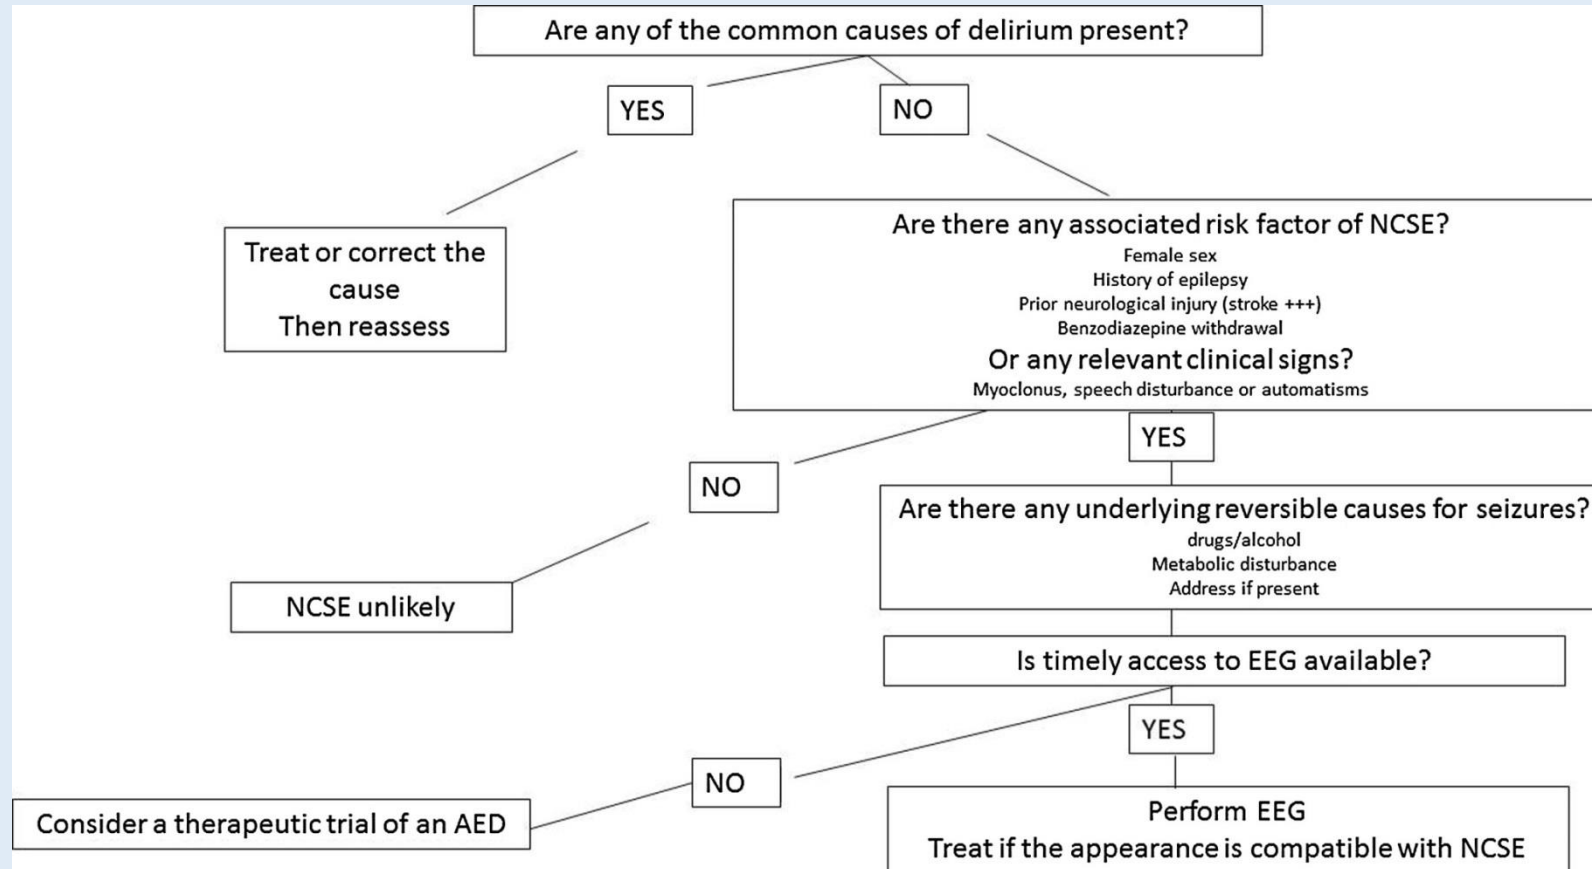 Are any of the common causes of delirium present?
YES
NO
Treat or correct the
cause
Then reassess
Are there any associated risk factor of NCSE?
Female sex
History of epilepsy
Prior neurological injury (stroke +++)
Benzodiazepine withdrawal
Or any relevant clinical signs?
Myoclonus, speech disturbance or automatisms
NO
YES
NCSE unlikely
Are there any underlying reversible causes for seizures?
drugs/alcohol
Metabolic disturbance
Address if present
Is timely access to EEG available?
NO
YES
Consider a therapeutic trial of an AED
Perform EEG
Treat if the appearance is compatible with NCSE